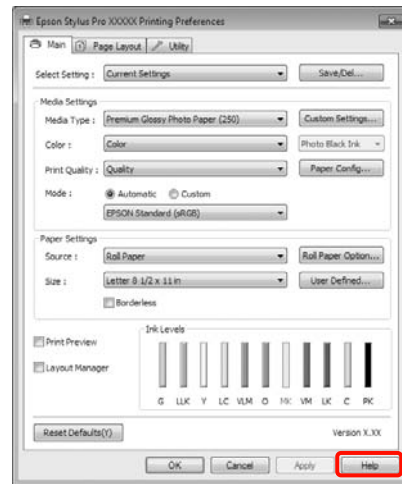 Epson Stylus Pro XXXXX Printing Preferences
Main Page Layout Utility
Select Setting : Current Settings Save/Del...
Media Settings
Media Type : Premium Glossy Photo Paper (250) Custom Settings...
Color : Color Photo Black Ink
Print Quality : Quality Paper Config...
Mode : Automatic Custom
EPSON Standard (sRGB)
Paper Settings
Source : Roll Paper Roll Paper Option...
Size : Letter 8 1/2 x 11 in User Defined...
Borderless
Print Preview
Layout Manager
Ink Levels
G LLK Y LC VLM O MK VM LK C PK
Reset Defaults(Y) Version X.XX
OK Cancel Apply Help